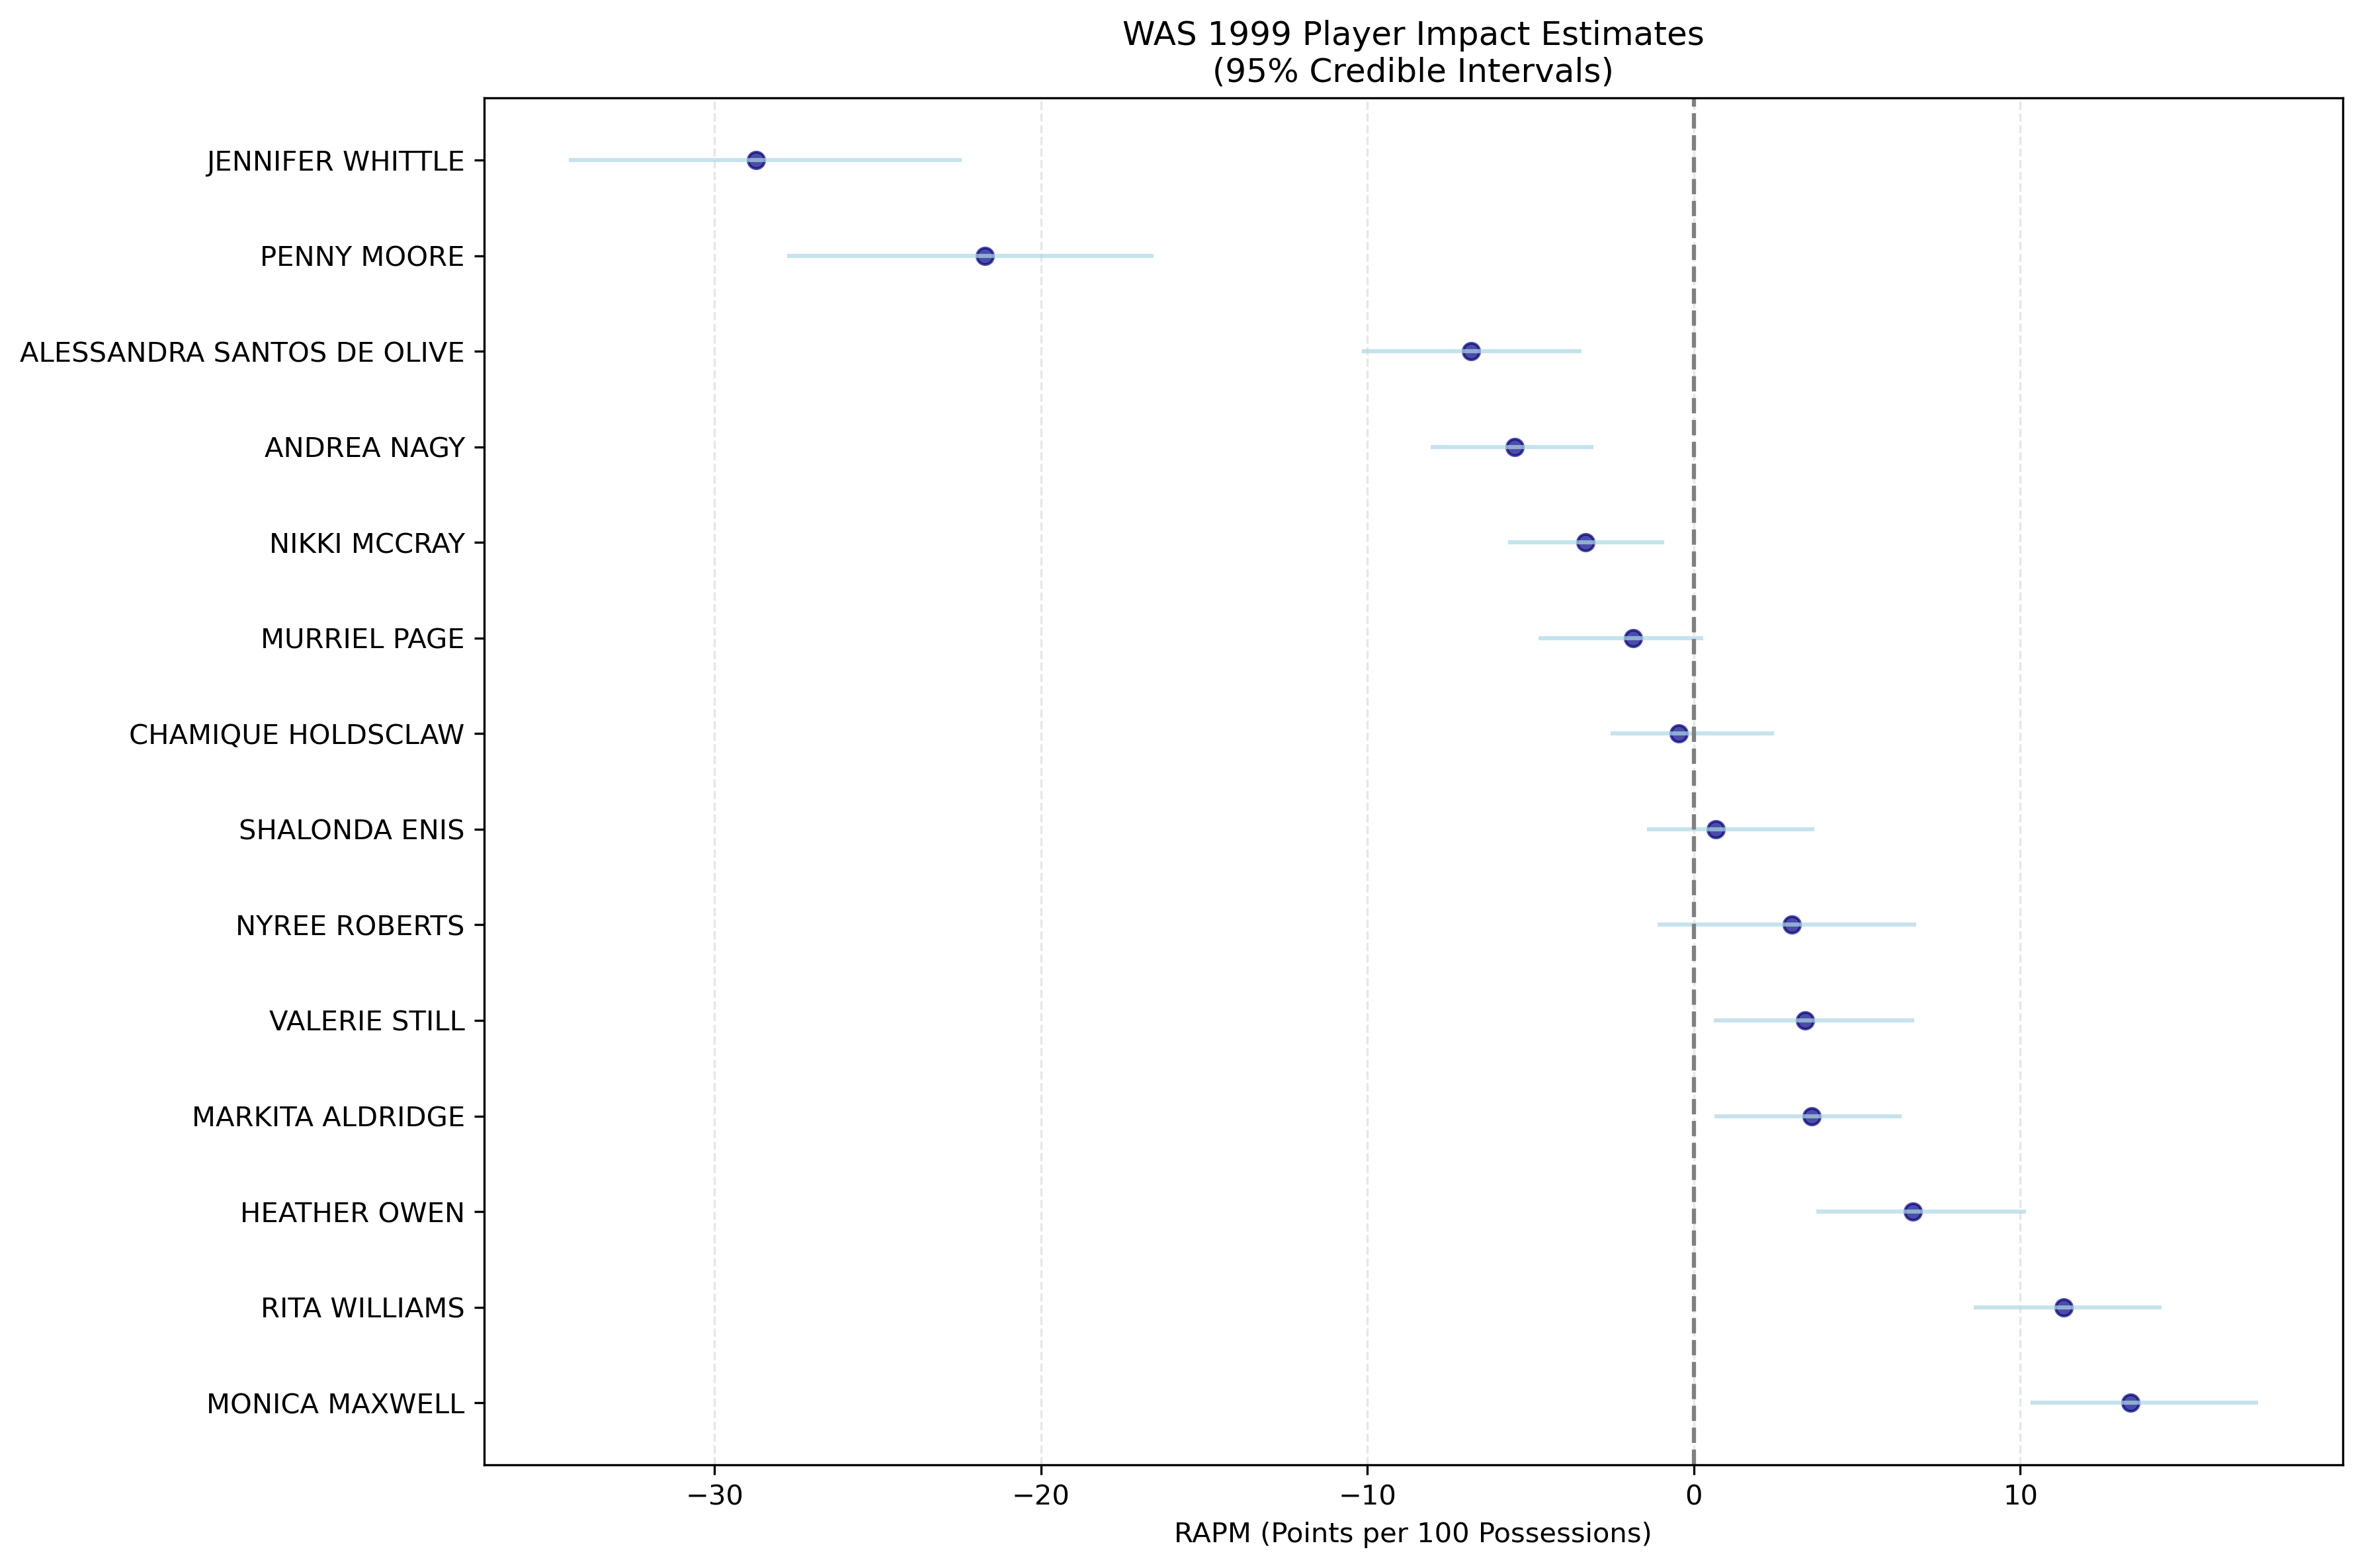 WAS 1999 Player Impact Estimates
(95% Credible Intervals)
JENNIFER WHITTLE
PENNY MOORE
ALESSANDRA SANTOS DE OLIVE
ANDREA NAGY
NIKKI MCCRAY
MURRIEL PAGE
CHAMIQUE HOLDSCLAW
SHALONDA ENIS
NYREE ROBERTS
VALERIE STILL
MARKITA ALDRIDGE
HEATHER OWEN
RITA WILLIAMS
MONICA MAXWELL
−30 −20 −10 0 10
RAPM (Points per 100 Possessions)